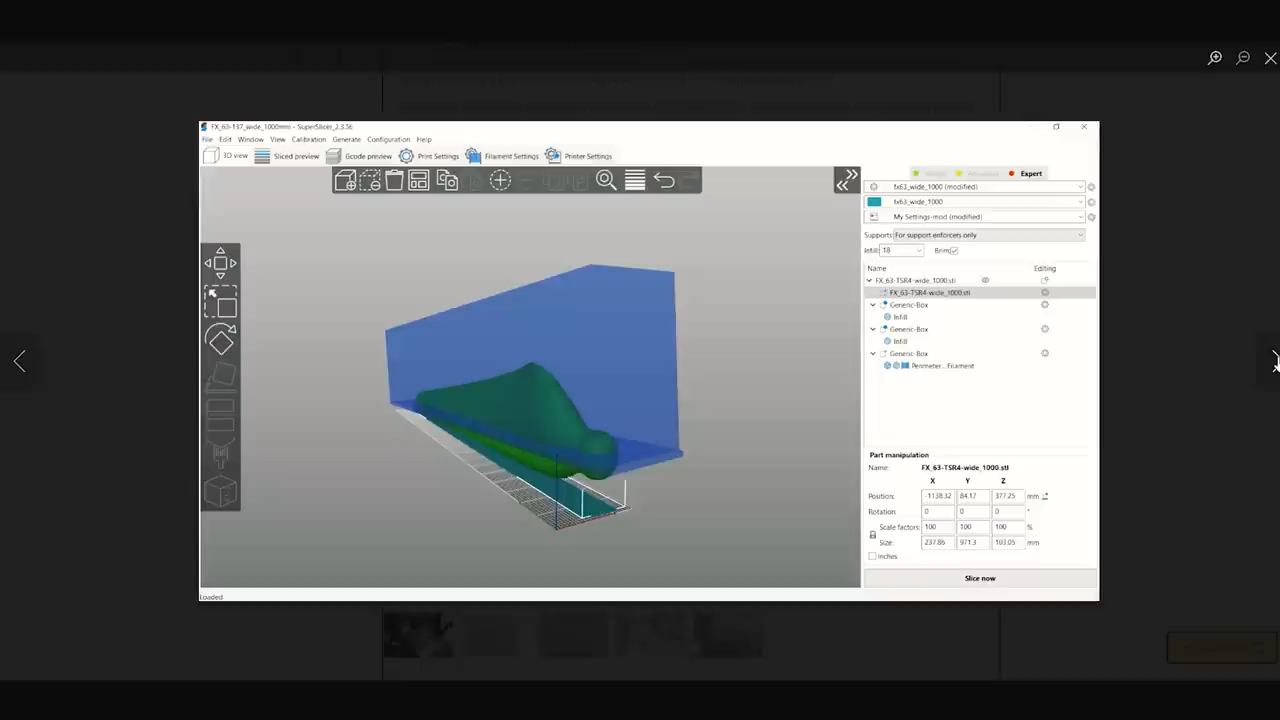 FX_63-137_wide_1000mm - SuperSlicer_2.3.56
File Edit Window View Calibration Generate Configuration Help
3D view Sliced preview Gcode preview Print Settings Filament Settings Printer Settings
Expert
fx63_wide_1000 (modified)
fx63_wide_1000
My Settings-mod (modified)
Supports: For support enforcers only
Infill: 18 Brim:
Name Editing
FX_63-TSR4-wide_1000.stl
FX_63-TSR4-wide_1000.stl
Generic-Box
Infill
Generic-Box
Infill
Generic-Box
Perimeter... Filament
Part manipulation
Name: FX_63-TSR4-wide_1000.stl
X Y Z
Position: -1138.32 84.17 377.25 mm
Rotation: 0 0 0 °
Scale factors: 100 100 100 %
Size: 237.86 971.3 103.05 mm
Inches
Slice now
Loaded